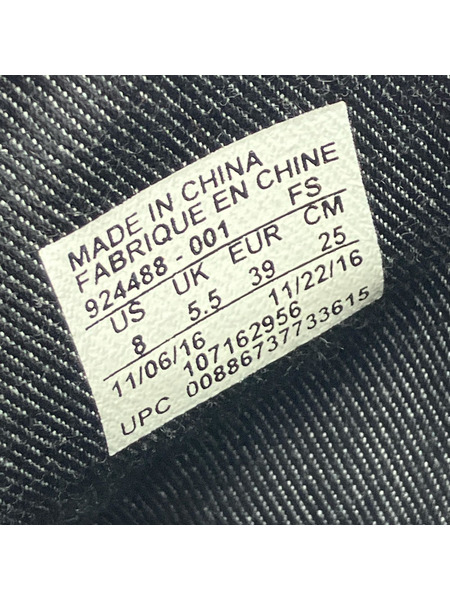 MADE IN CHINA
FABRIQUE EN CHINE
924488 - 001 FS
US UK EUR CM
8 5.5 39 25
11/06/16 11/22/16
107162956
UPC 00886737733615